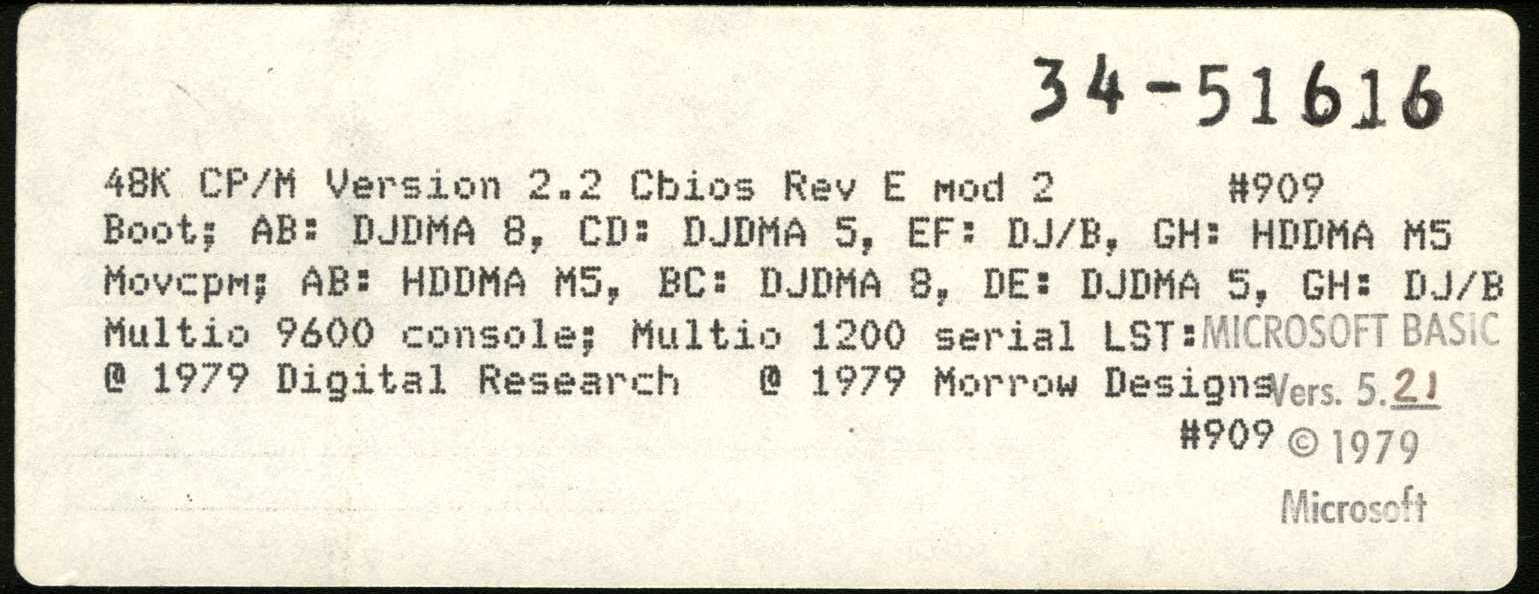 34-51616
48K CP/M Version 2.2 Cbios Rev E mod 2 #909
Boot; AB: DJDMA 8, CD: DJDMA 5, EF: DJ/B, GH: HDDMA M5
Movcpm; AB: HDDMA M5, BC: DJDMA 8, DE: DJDMA 5, GH: DJ/B
Multio 9600 console; Multio 1200 serial LST: MICROSOFT BASIC
@ 1979 Digital Research @ 1979 Morrow Designs Vers. 5.21
#909 © 1979
Microsoft